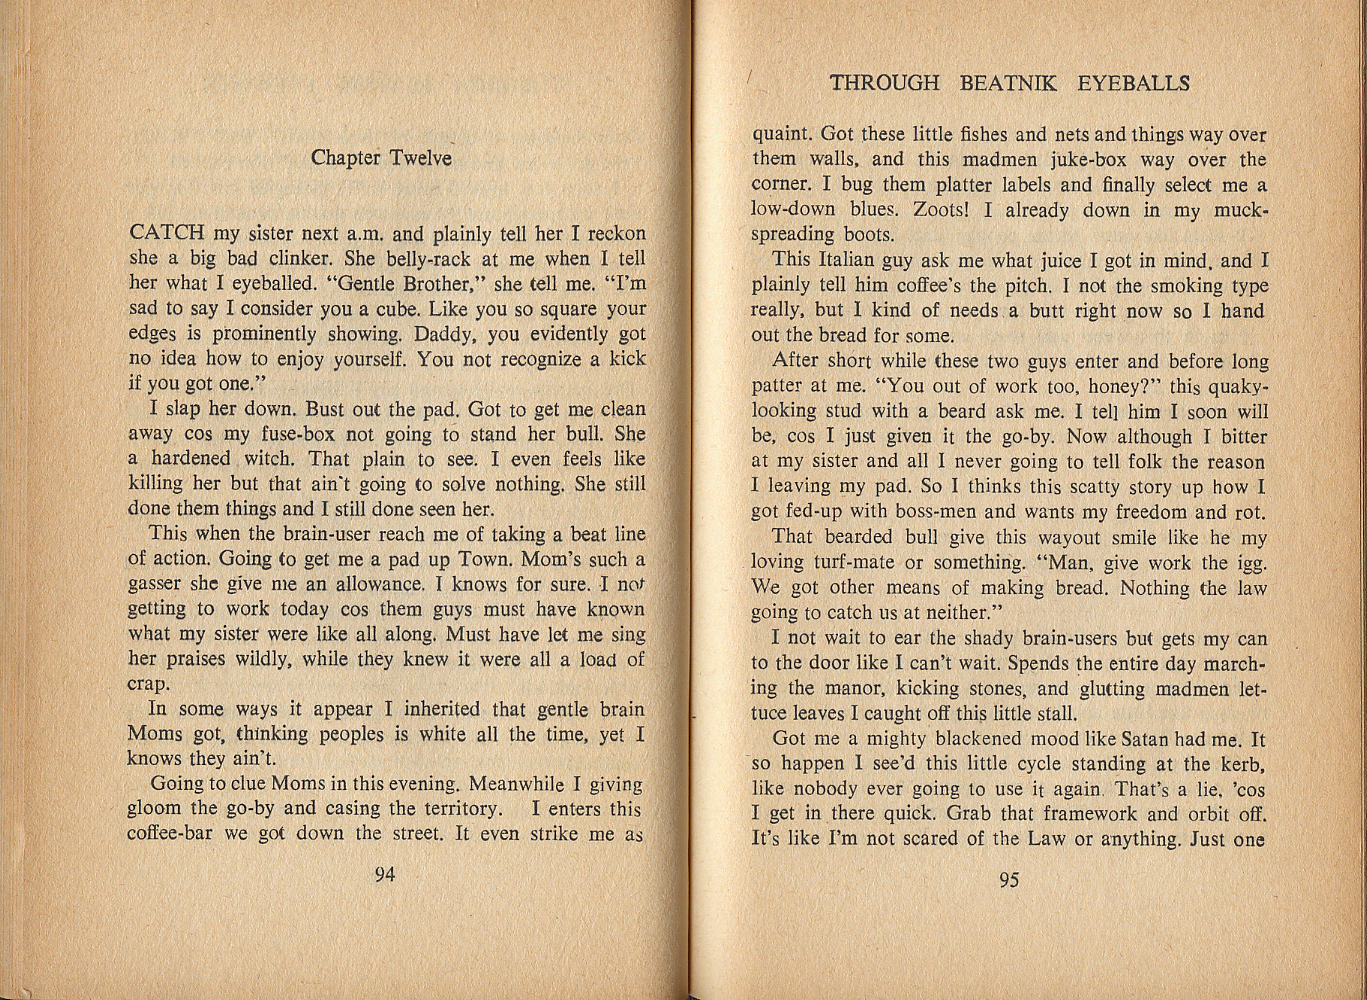 Chapter Twelve
CATCH my sister next a.m. and plainly tell her I reckon
she a big bad clinker. She belly-rack at me when I tell
her what I eyeballed. “Gentle Brother,” she tell me. “I'm
sad to say I consider you a cube. Like you so square your
edges is prominently showing. Daddy, you evidently got
no idea how to enjoy yourself. You not recognize a kick
if you got one.”
I slap her down. Bust out the pad. Got to get me clean
away cos my fuse-box not going to stand her bull. She
a hardened witch. That plain to see. I even feels like
killing her but that ain't going to solve nothing. She still
done them things and I still done seen her.
This when the brain-user reach me of taking a beat line
of action. Going to get me a pad up Town. Mom's such a
gasser she give me an allowance. I knows for sure. I not
getting to work today cos them guys must have known
what my sister were like all along. Must have let me sing
her praises wildly, while they knew it were all a load of
crap.
In some ways it appear I inherited that gentle brain
Moms got, thinking peoples is white all the time, yet I
knows they ain't.
Going to clue Moms in this evening. Meanwhile I giving
gloom the go-by and casing the territory. I enters this
coffee-bar we got down the street. It even strike me as
94
THROUGH BEATNIK EYEBALLS
quaint. Got these little fishes and nets and things way over
them walls, and this madmen juke-box way over the
corner. I bug them platter labels and finally select me a
low-down blues. Zoots! I already down in my muck-
spreading boots.
This Italian guy ask me what juice I got in mind, and I
plainly tell him coffee's the pitch. I not the smoking type
really, but I kind of needs a butt right now so I hand
out the bread for some.
After short while these two guys enter and before long
patter at me. “You out of work too, honey?” this quaky-
looking stud with a beard ask me. I tell him I soon will
be, cos I just given it the go-by. Now although I bitter
at my sister and all I never going to tell folk the reason
I leaving my pad. So I thinks this scatty story up how I
got fed-up with boss-men and wants my freedom and rot.
That bearded bull give this wayout smile like he my
loving turf-mate or something. “Man, give work the igg.
We got other means of making bread. Nothing the law
going to catch us at neither.”
I not wait to ear the shady brain-users but gets my can
to the door like I can't wait. Spends the entire day march-
ing the manor, kicking stones, and glutting madmen let-
tuce leaves I caught off this little stall.
Got me a mighty blackened mood like Satan had me. It
so happen I see'd this little cycle standing at the kerb,
like nobody ever going to use it again. That's a lie, 'cos
I get in there quick. Grab that framework and orbit off.
It's like I'm not scared of the Law or anything. Just one
95